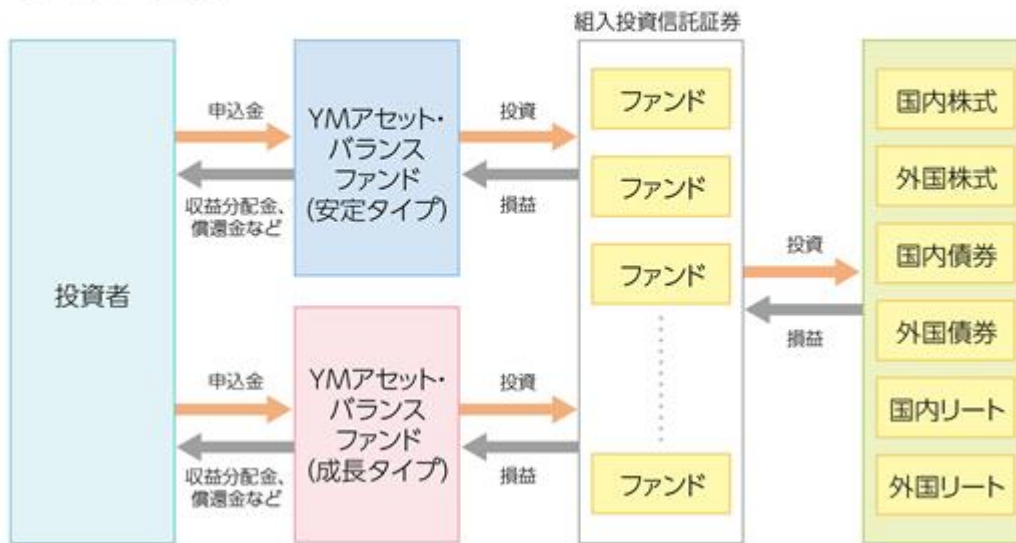 組入投資信託証券
投資者
申込金
収益分配金、
償還金など
YMアセット・
バランス
ファンド
(安定タイプ)
投資
損益
申込金
収益分配金、
償還金など
YMアセット・
バランス
ファンド
(成長タイプ)
投資
損益
ファンド
ファンド
ファンド
ファンド
投資
損益
国内株式
外国株式
国内債券
外国債券
国内リート
外国リート